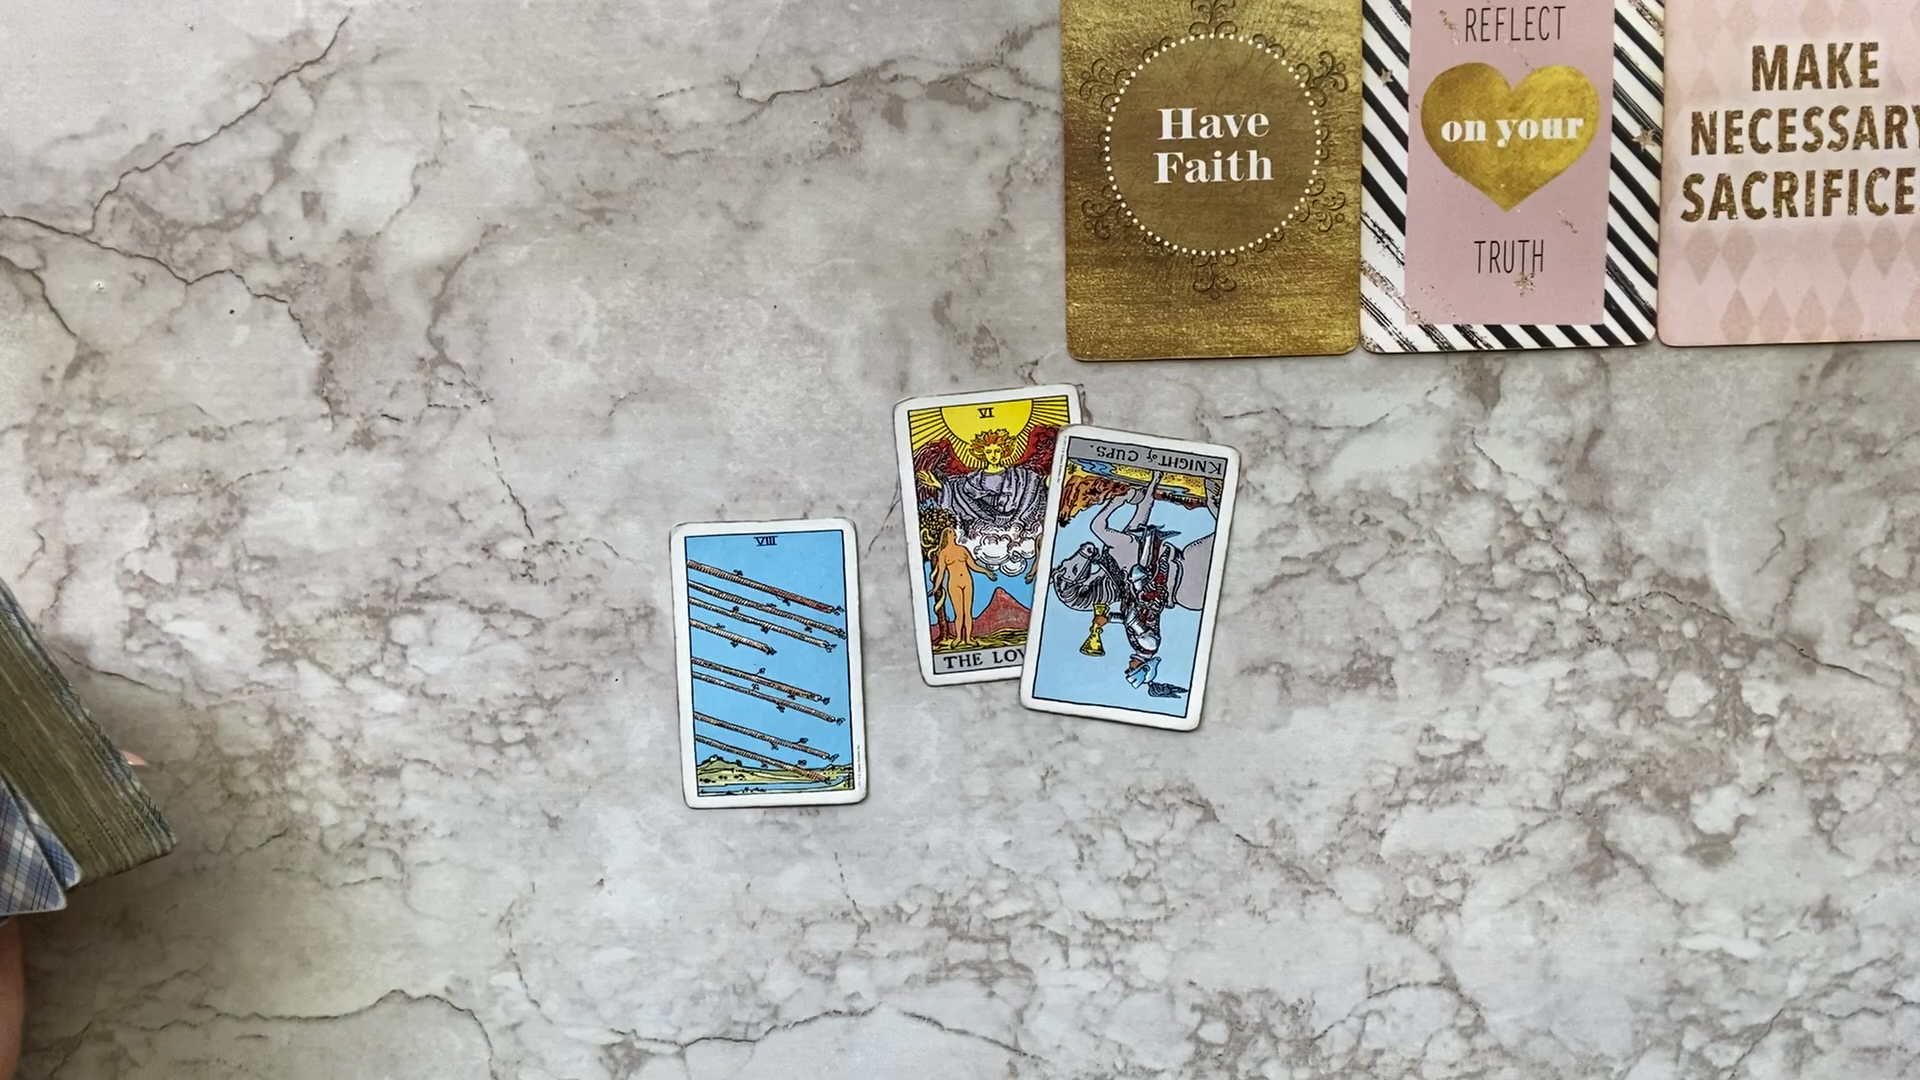 Have
Faith
REFLECT
on your
TRUTH
MAKE
NECESSARY
SACRIFICE
VI
THE LOV
KNIGHT of CUPS.
VIII